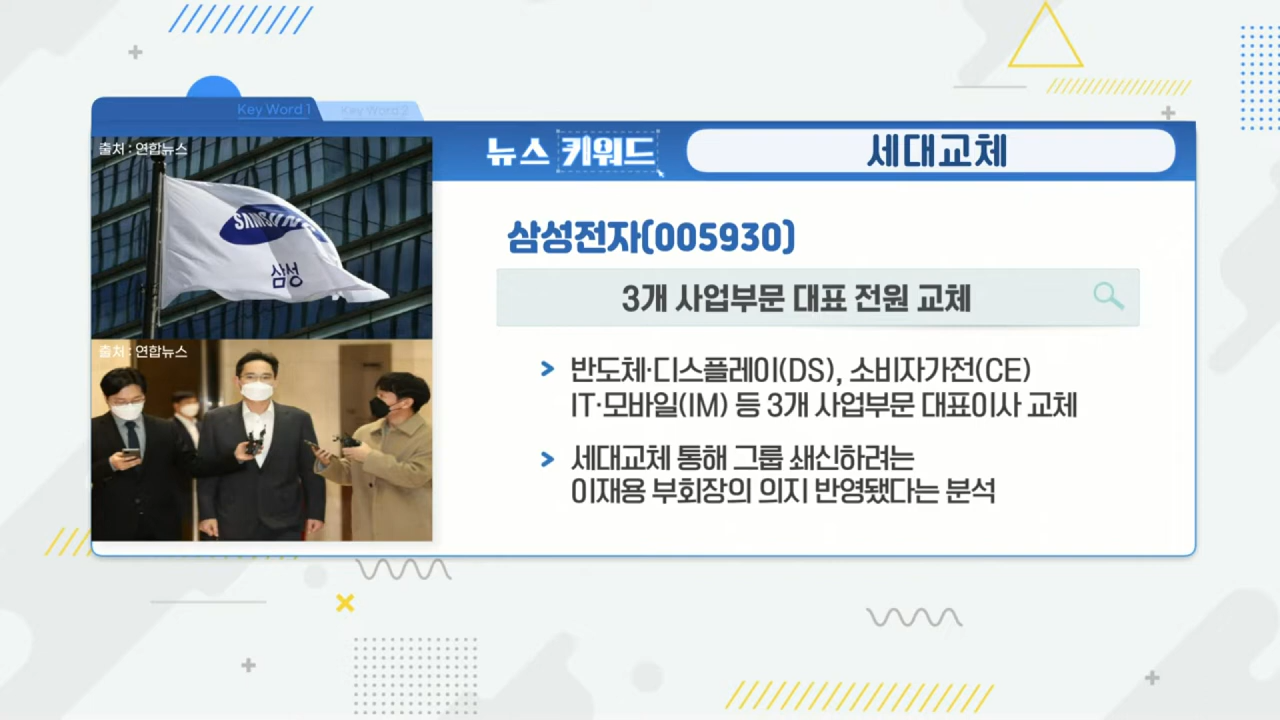 Key Word 1
Key Word 2
출처 : 연합뉴스
SAMSUNG
삼성
출처 : 연합뉴스
뉴스 키워드
세대교체
삼성전자(005930)
3개 사업부문 대표 전원 교체
반도체·디스플레이(DS), 소비자가전(CE)
IT·모바일(IM) 등 3개 사업부문 대표이사 교체
세대교체 통해 그룹 쇄신하려는
이재용 부회장의 의지 반영됐다는 분석